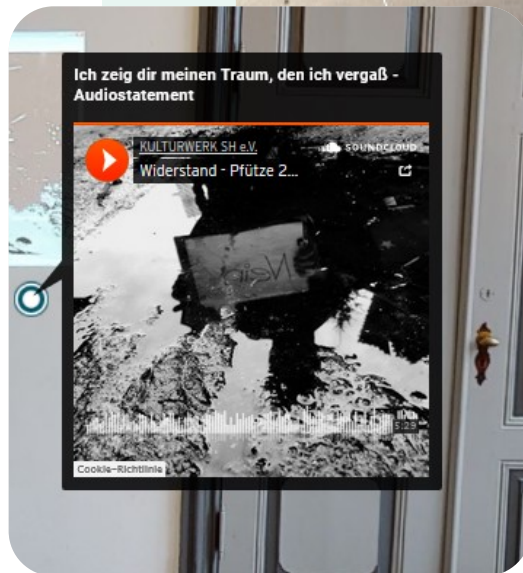 Ich zeig dir meinen Traum, den ich vergaß -
Audiostatement
KULTURWERK SH e.V.
SOUNDCLOUD
Widerstand - Pfütze 2...
Nein
5:29
Cookie-Richtlinie